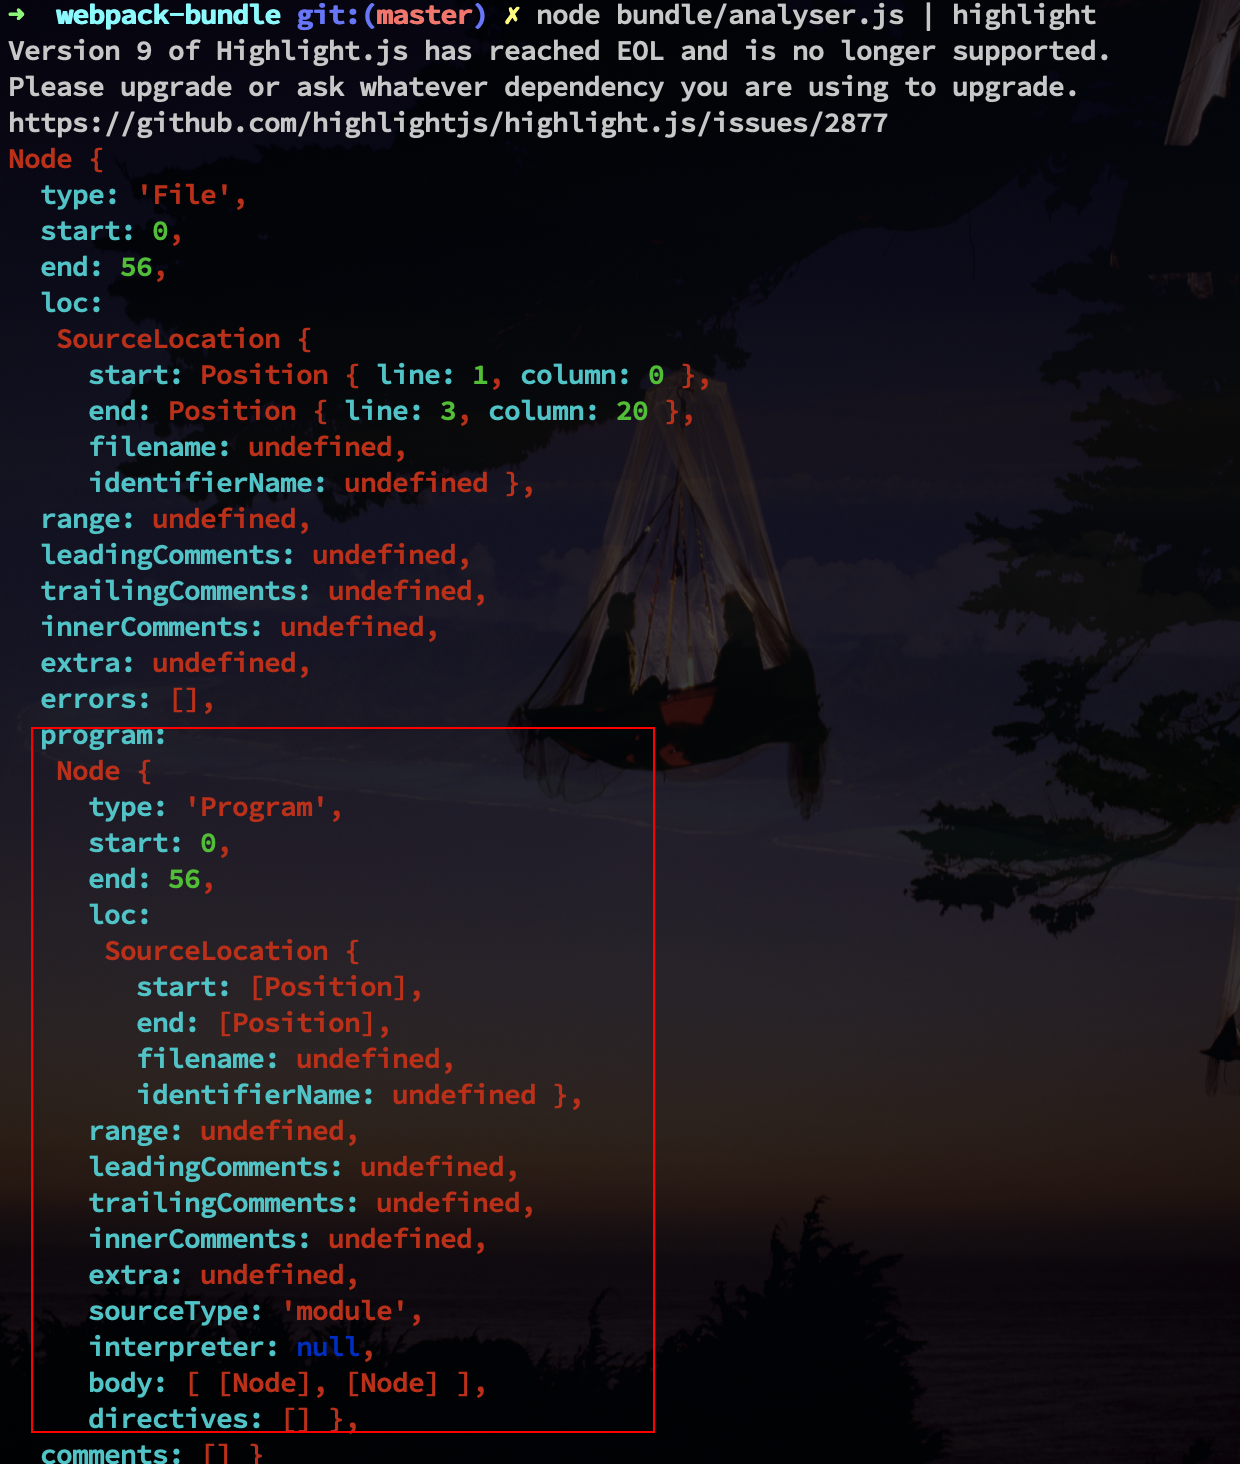 ➜  webpack-bundle git:(master) ✗ node bundle/analyser.js | highlight
Version 9 of Highlight.js has reached EOL and is no longer supported.
Please upgrade or ask whatever dependency you are using to upgrade.
https://github.com/highlightjs/highlight.js/issues/2877
Node {
  type: 'File',
  start: 0,
  end: 56,
  loc:
   SourceLocation {
     start: Position { line: 1, column: 0 },
     end: Position { line: 3, column: 20 },
     filename: undefined,
     identifierName: undefined },
  range: undefined,
  leadingComments: undefined,
  trailingComments: undefined,
  innerComments: undefined,
  extra: undefined,
  errors: [],
  program:
   Node {
     type: 'Program',
     start: 0,
     end: 56,
     loc:
      SourceLocation {
        start: [Position],
        end: [Position],
        filename: undefined,
        identifierName: undefined },
     range: undefined,
     leadingComments: undefined,
     trailingComments: undefined,
     innerComments: undefined,
     extra: undefined,
     sourceType: 'module',
     interpreter: null,
     body: [ [Node], [Node] ],
     directives: [] },
  comments: [] }